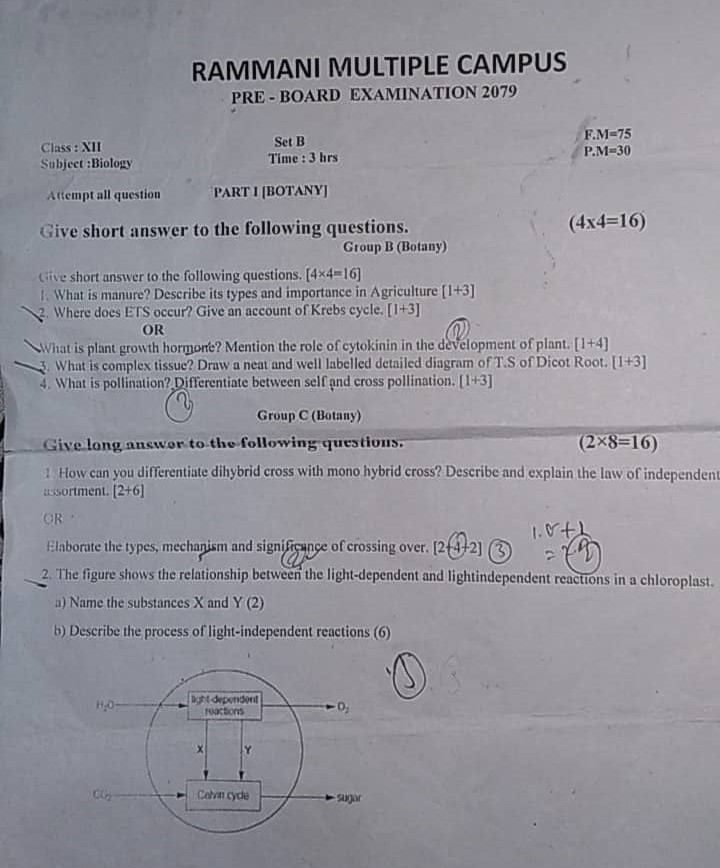 RAMMANI MULTIPLE CAMPUS
PRE - BOARD EXAMINATION 2079
Class : XII Set B F.M=75
Subject :Biology Time : 3 hrs P.M=30
Attempt all question PART I [BOTANY]
Give short answer to the following questions. (4x4=16)
Group B (Botany)
Give short answer to the following questions. [4×4=16]
1. What is manure? Describe its types and importance in Agriculture [1+3]
2. Where does ETS occur? Give an account of Krebs cycle. [1+3]
OR
What is plant growth hormone? Mention the role of cytokinin in the development of plant. [1+4]
3. What is complex tissue? Draw a neat and well labelled detailed diagram of T.S of Dicot Root. [1+3]
4. What is pollination? Differentiate between self and cross pollination. [1+3]
Group C (Botany)
Give long answer to the following questions. (2×8=16)
1 How can you differentiate dihybrid cross with mono hybrid cross? Describe and explain the law of independent
assortment. [2+6]
OR
1.5+1
Elaborate the types, mechanism and significance of crossing over. [2+4+2] 3
2. The figure shows the relationship between the light-dependent and lightindependent reactions in a chloroplast.
a) Name the substances X and Y (2)
b) Describe the process of light-independent reactions (6)
H₂O light-dependent reactions O₂
X Y
CO₂ Calvin cycle sugar